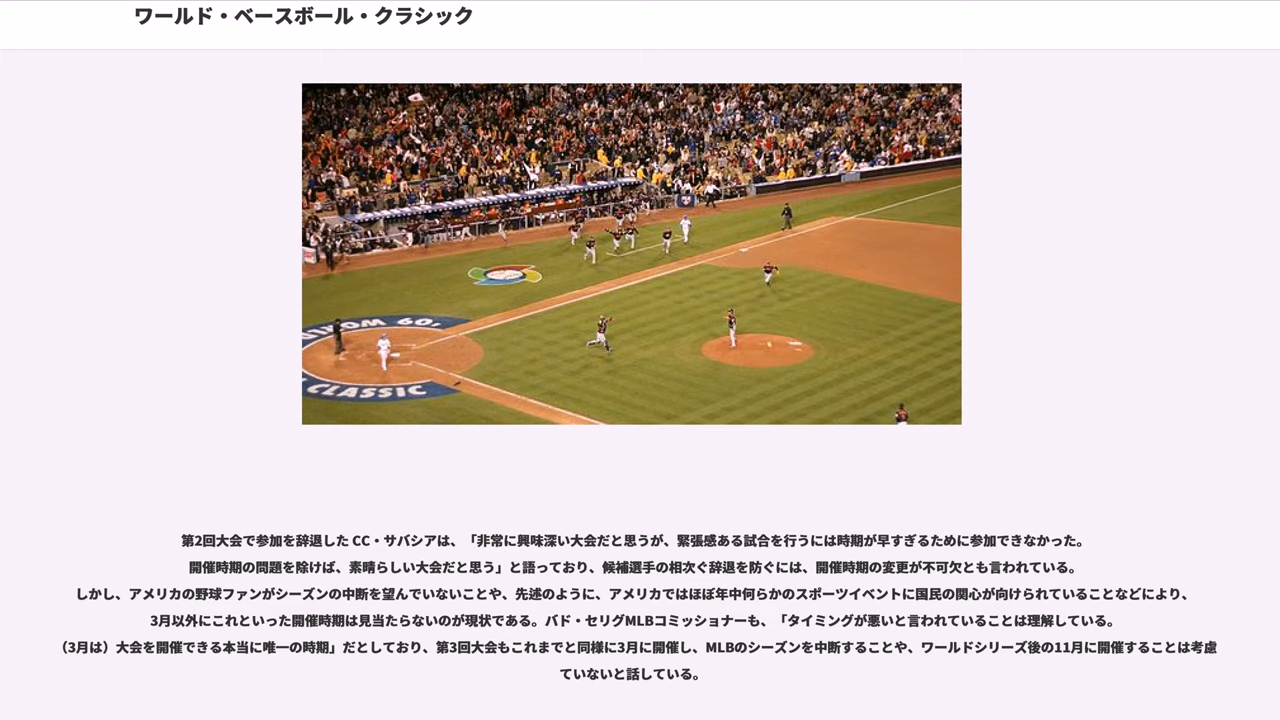 ワールド・ベースボール・クラシック
60.
CLASSIC
第2回大会で参加を辞退した CC・サバシアは、「非常に興味深い大会だと思うが、緊張感ある試合を行うには時期が早すぎるために参加できなかった。
開催時期の問題を除けば、素晴らしい大会だと思う」と語っており、候補選手の相次ぐ辞退を防ぐには、開催時期の変更が不可欠とも言われている。
しかし、アメリカの野球ファンがシーズンの中断を望んでいないことや、先述のように、アメリカではほぼ年中何らかのスポーツイベントに国民の関心が向けられていることなどにより、
3月以外にこれといった開催時期は見当たらないのが現状である。バド・セリグMLBコミッショナーも、「タイミングが悪いと言われていることは理解している。
（3月は）大会を開催できる本当に唯一の時期」だとしており、第3回大会もこれまでと同様に3月に開催し、MLBのシーズンを中断することや、ワールドシリーズ後の11月に開催することは考慮
ていないと話している。